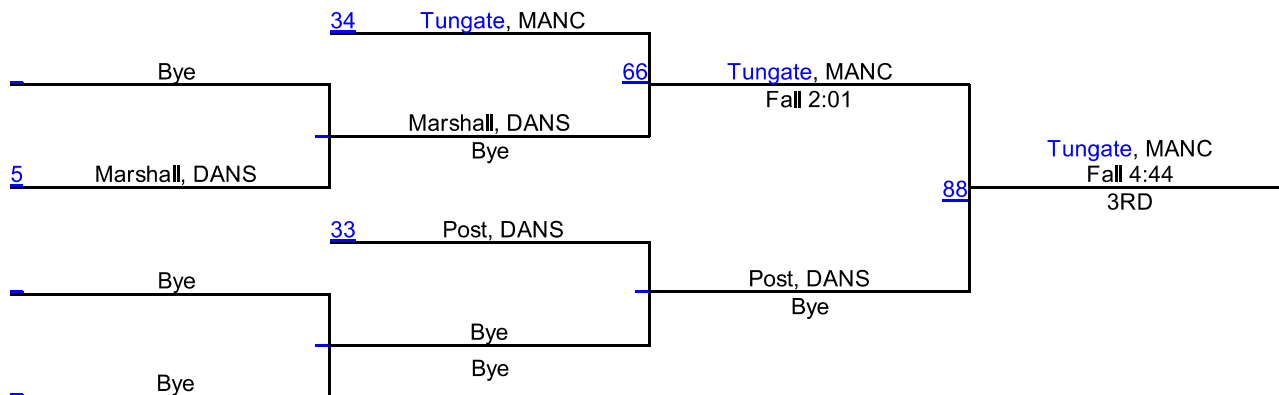 34 Tungate, MANC
Bye
66 Tungate, MANC
Fall 2:01
Marshall, DANS
Bye
5 Marshall, DANS
Tungate, MANC
Fall 4:44
88
3RD
33 Post, DANS
Bye
Post, DANS
Bye
Bye
Bye
Bye